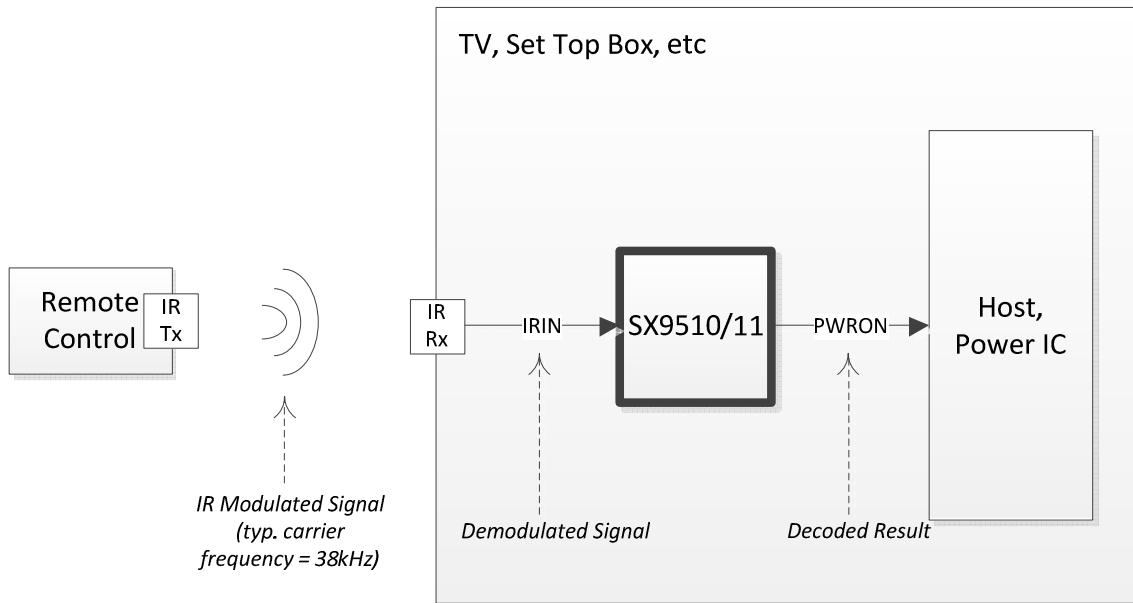 TV, Set Top Box, etc
Remote
Control
IR
Tx
IR
Rx
IRIN
SX9510/11
PWRON
Host,
Power IC
IR Modulated Signal
(typ. carrier
frequency = 38kHz)
Demodulated Signal
Decoded Result